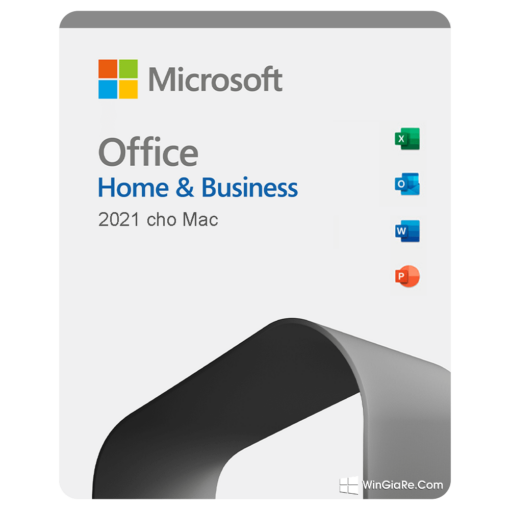 Microsoft
Office
Home & Business
2021 cho Mac
X
O
W
P
WinGiaRe.Com